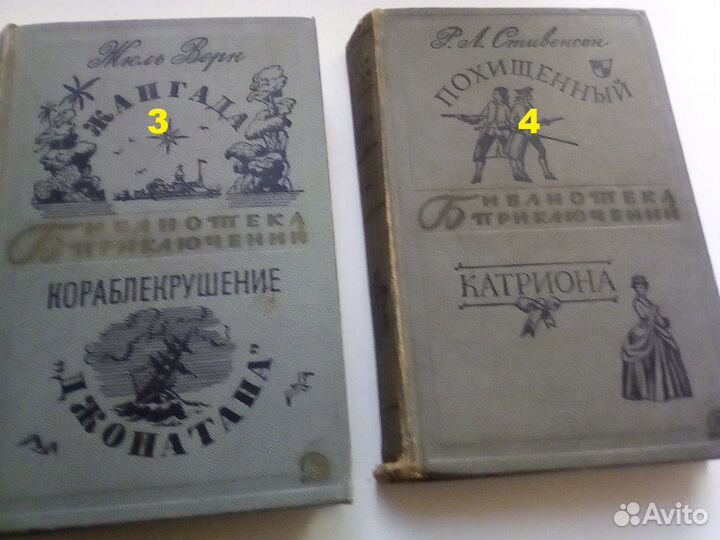 Жюль Верн
ЖАНГАДА
3
БИБЛИОТЕКА
ПРИКЛЮЧЕНИЙ
КОРАБЛЕКРУШЕНИЕ
"ДЖОНАТАНА"
Р. Л. Стивенсон
ПОХИЩЕННЫЙ
4
БИБЛИОТЕКА
ПРИКЛЮЧЕНИЙ
КАТРИОНА
Avito